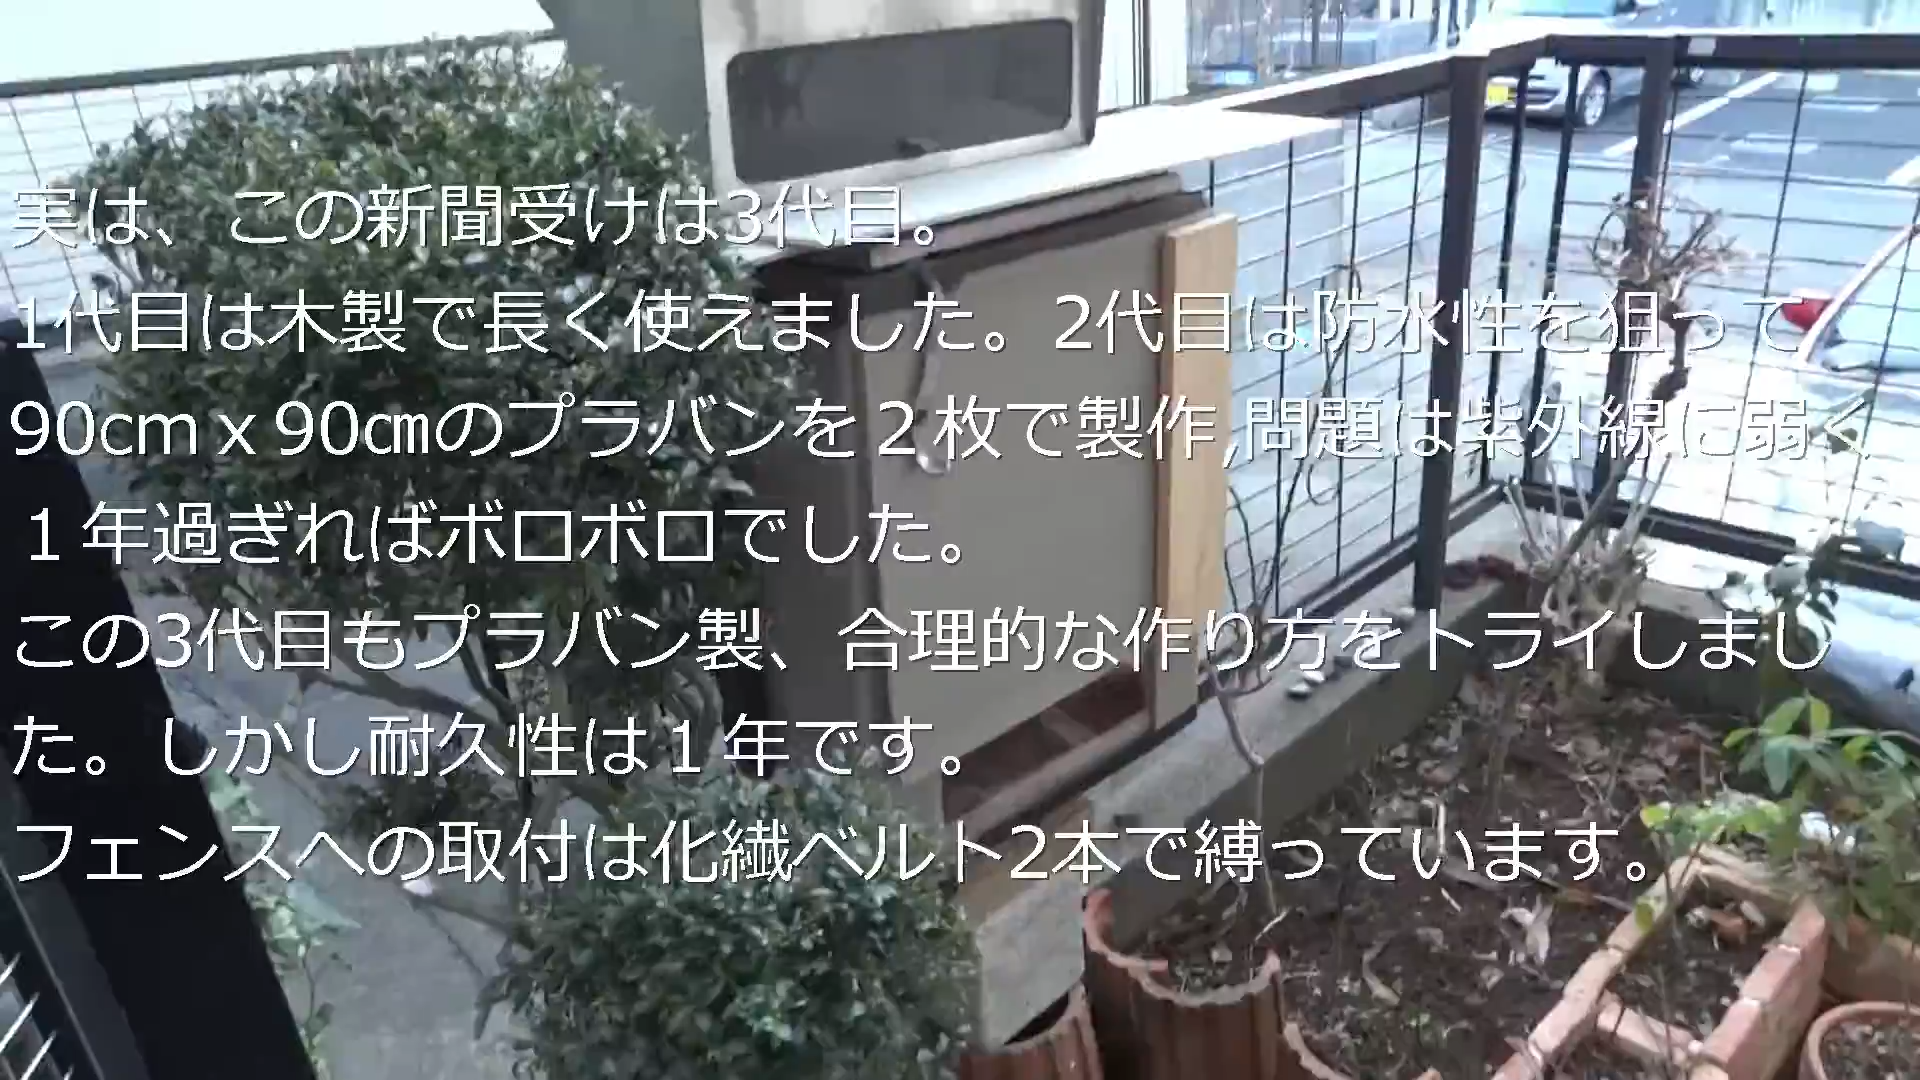 実は、この新聞受けは3代目。
1代目は木製で長く使えました。2代目は防水性を狙って
90cmｘ90㎝のプラバンを２枚で製作,問題は紫外線に弱く
１年過ぎればボロボロでした。
この3代目もプラバン製、合理的な作り方をトライしまし
た。しかし耐久性は１年です。
フェンスへの取付は化繊ベルト2本で縛っています。